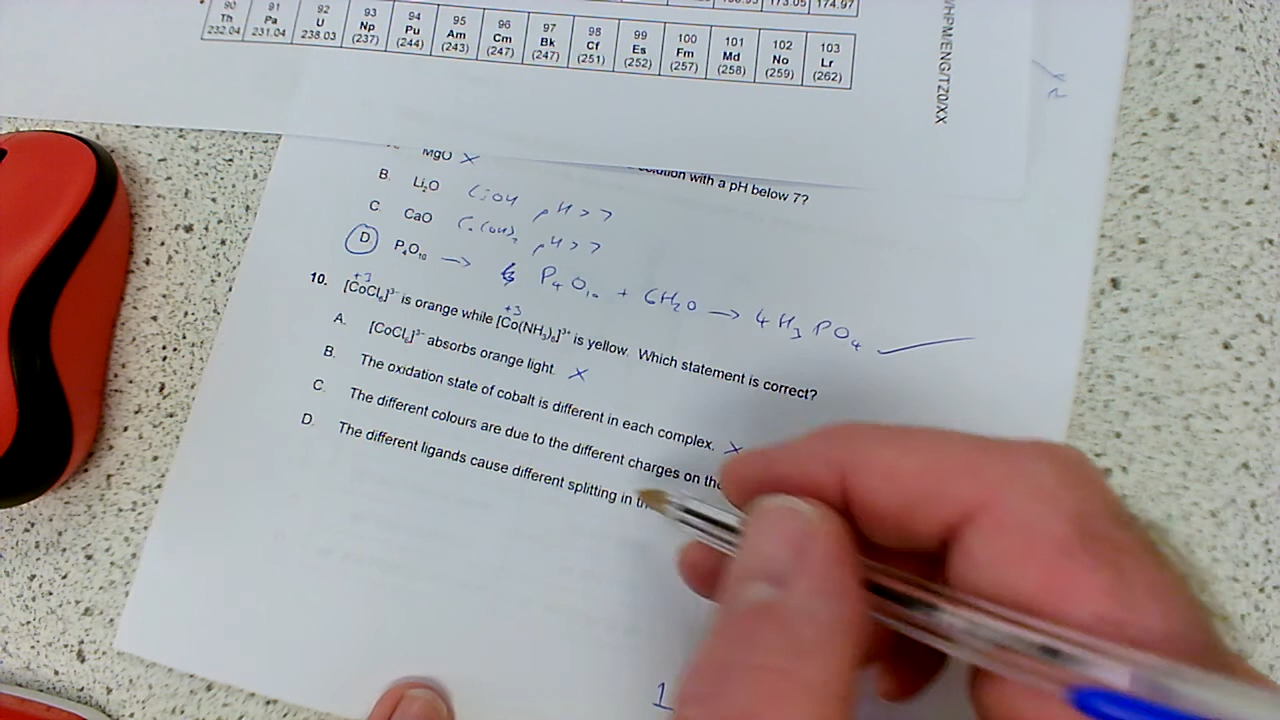 90 91 92 93 94 95 96 97 98 99 100 101 102 103
Th Pa U Np Pu Am Cm Bk Cf Es Fm Md No Lr
232.04 231.04 238.03 (237) (244) (243) (247) (247) (251) (252) (257) (258) (259) (262)
173.05 174.97
/HPM/ENG/TZ0/XX
solution with a pH below 7?
MgO ×
B. Li₂O LiOH pH > 7
C. CaO Ca(OH)₂ pH > 7
D P₄O₁₀ → P₄O₁₀ + 6H₂O → 4H₃PO₄ ✓
+3 +3
10. [CoCl₆]³⁻ is orange while [Co(NH₃)₆]³⁺ is yellow. Which statement is correct?
A. [CoCl₆]³⁻ absorbs orange light. ×
B. The oxidation state of cobalt is different in each complex. ×
C. The different colours are due to the different charges on the
D. The different ligands cause different splitting in
1